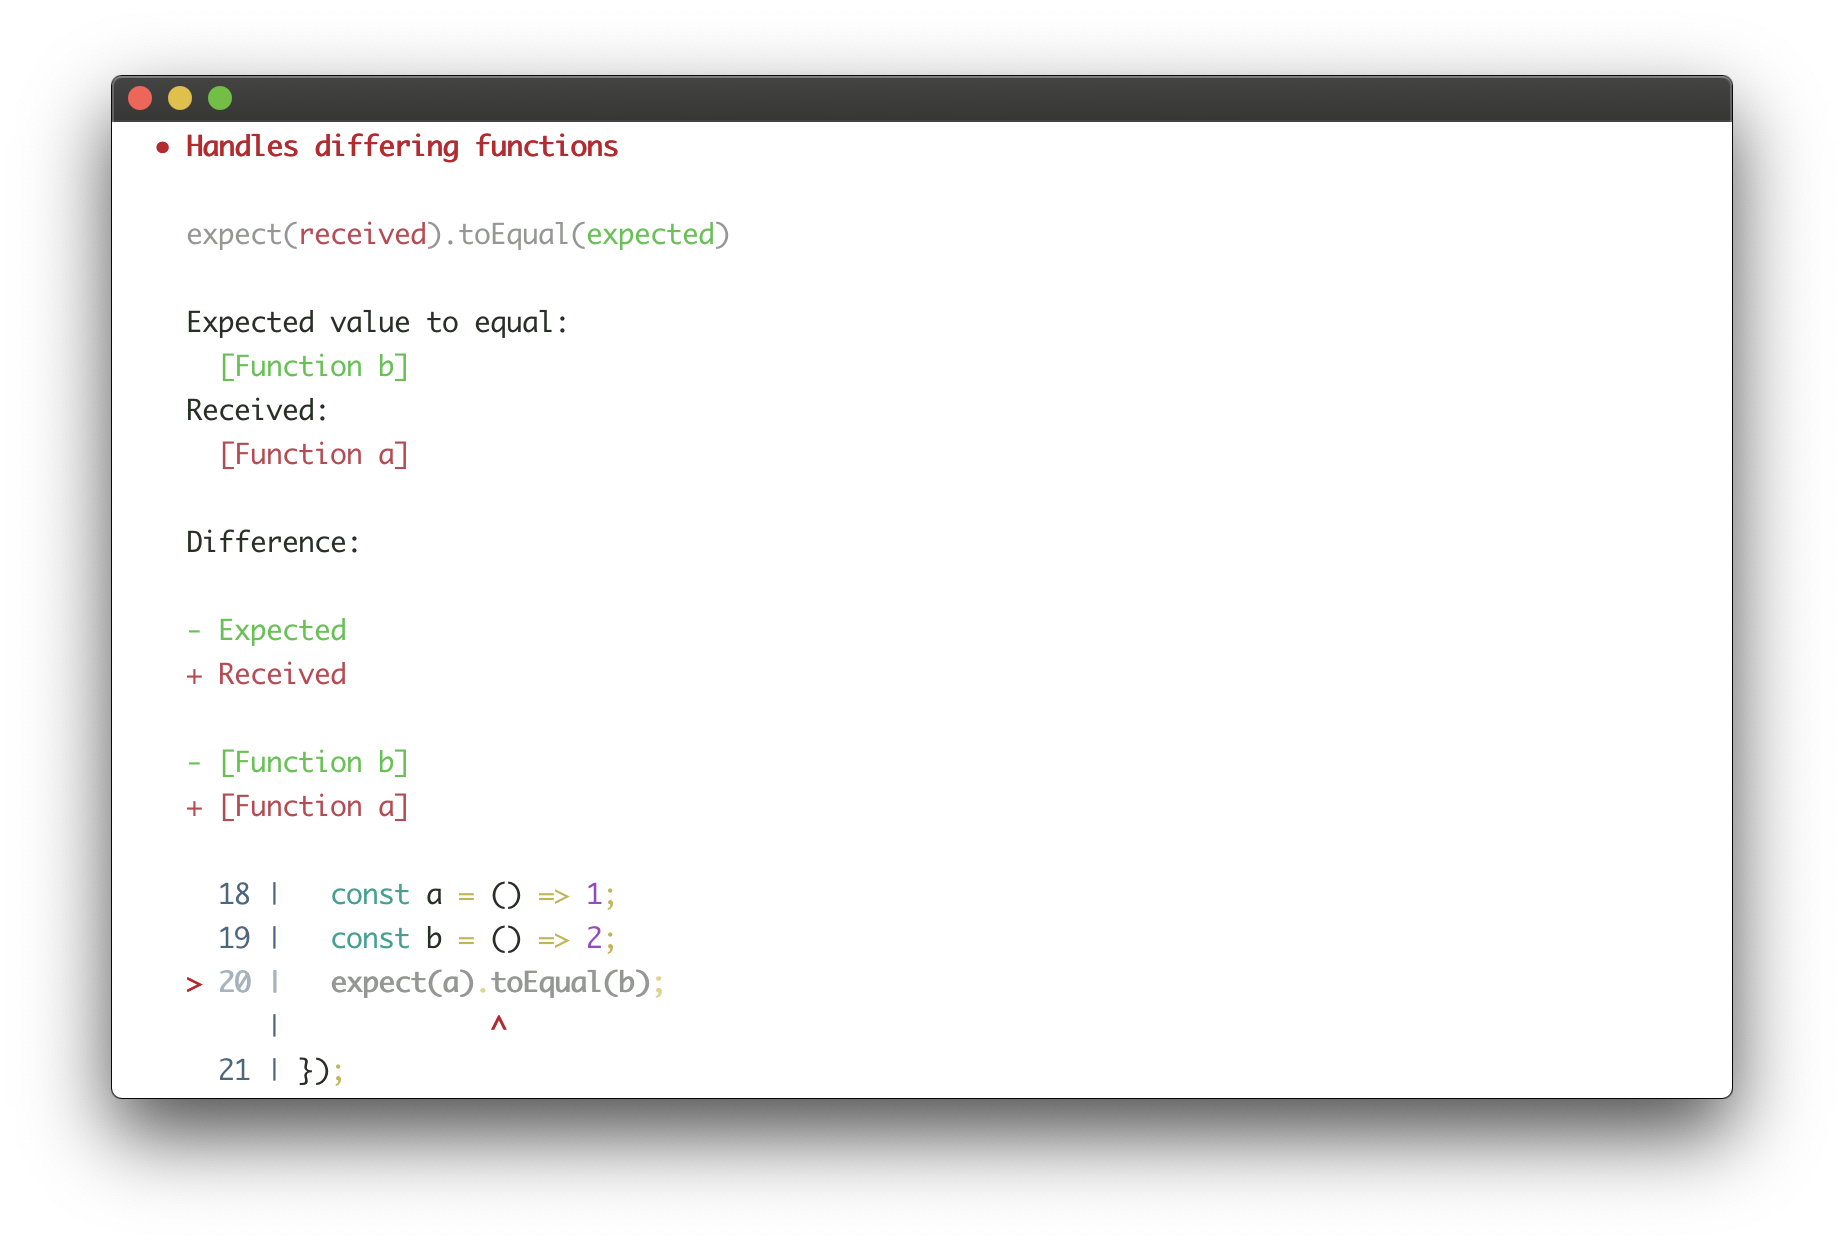 ● Handles differing functions
expect(received).toEqual(expected)
Expected value to equal:
[Function b]
Received:
[Function a]
Difference:
- Expected
+ Received
- [Function b]
+ [Function a]
18 |   const a = () => 1;
19 |   const b = () => 2;
> 20 |   expect(a).toEqual(b);
|             ^
21 | });